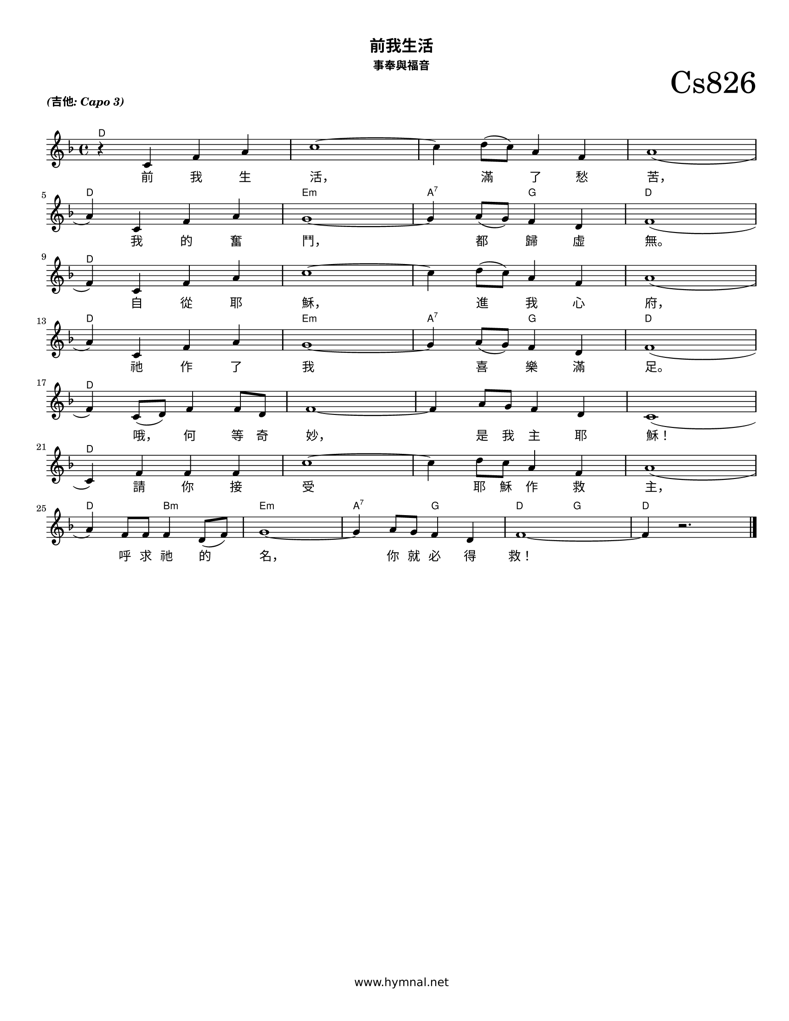 前我生活
事奉與福音
Cs826
(吉他: Capo 3)
D
前 我 生 活, 滿 了 愁 苦,
5 D Em A7 G D
我 的 奮 鬥, 都 歸 虛 無。
9 D
自 從 耶 穌, 進 我 心 府,
13 D Em A7 G D
祂 作 了 我 喜 樂 滿 足。
17 D
哦, 何 等 奇 妙, 是 我 主 耶 穌!
21 D
請 你 接 受 耶 穌 作 救 主,
25 D Bm Em A7 G D G D
呼 求 祂 的 名, 你 就 必 得 救!
www.hymnal.net